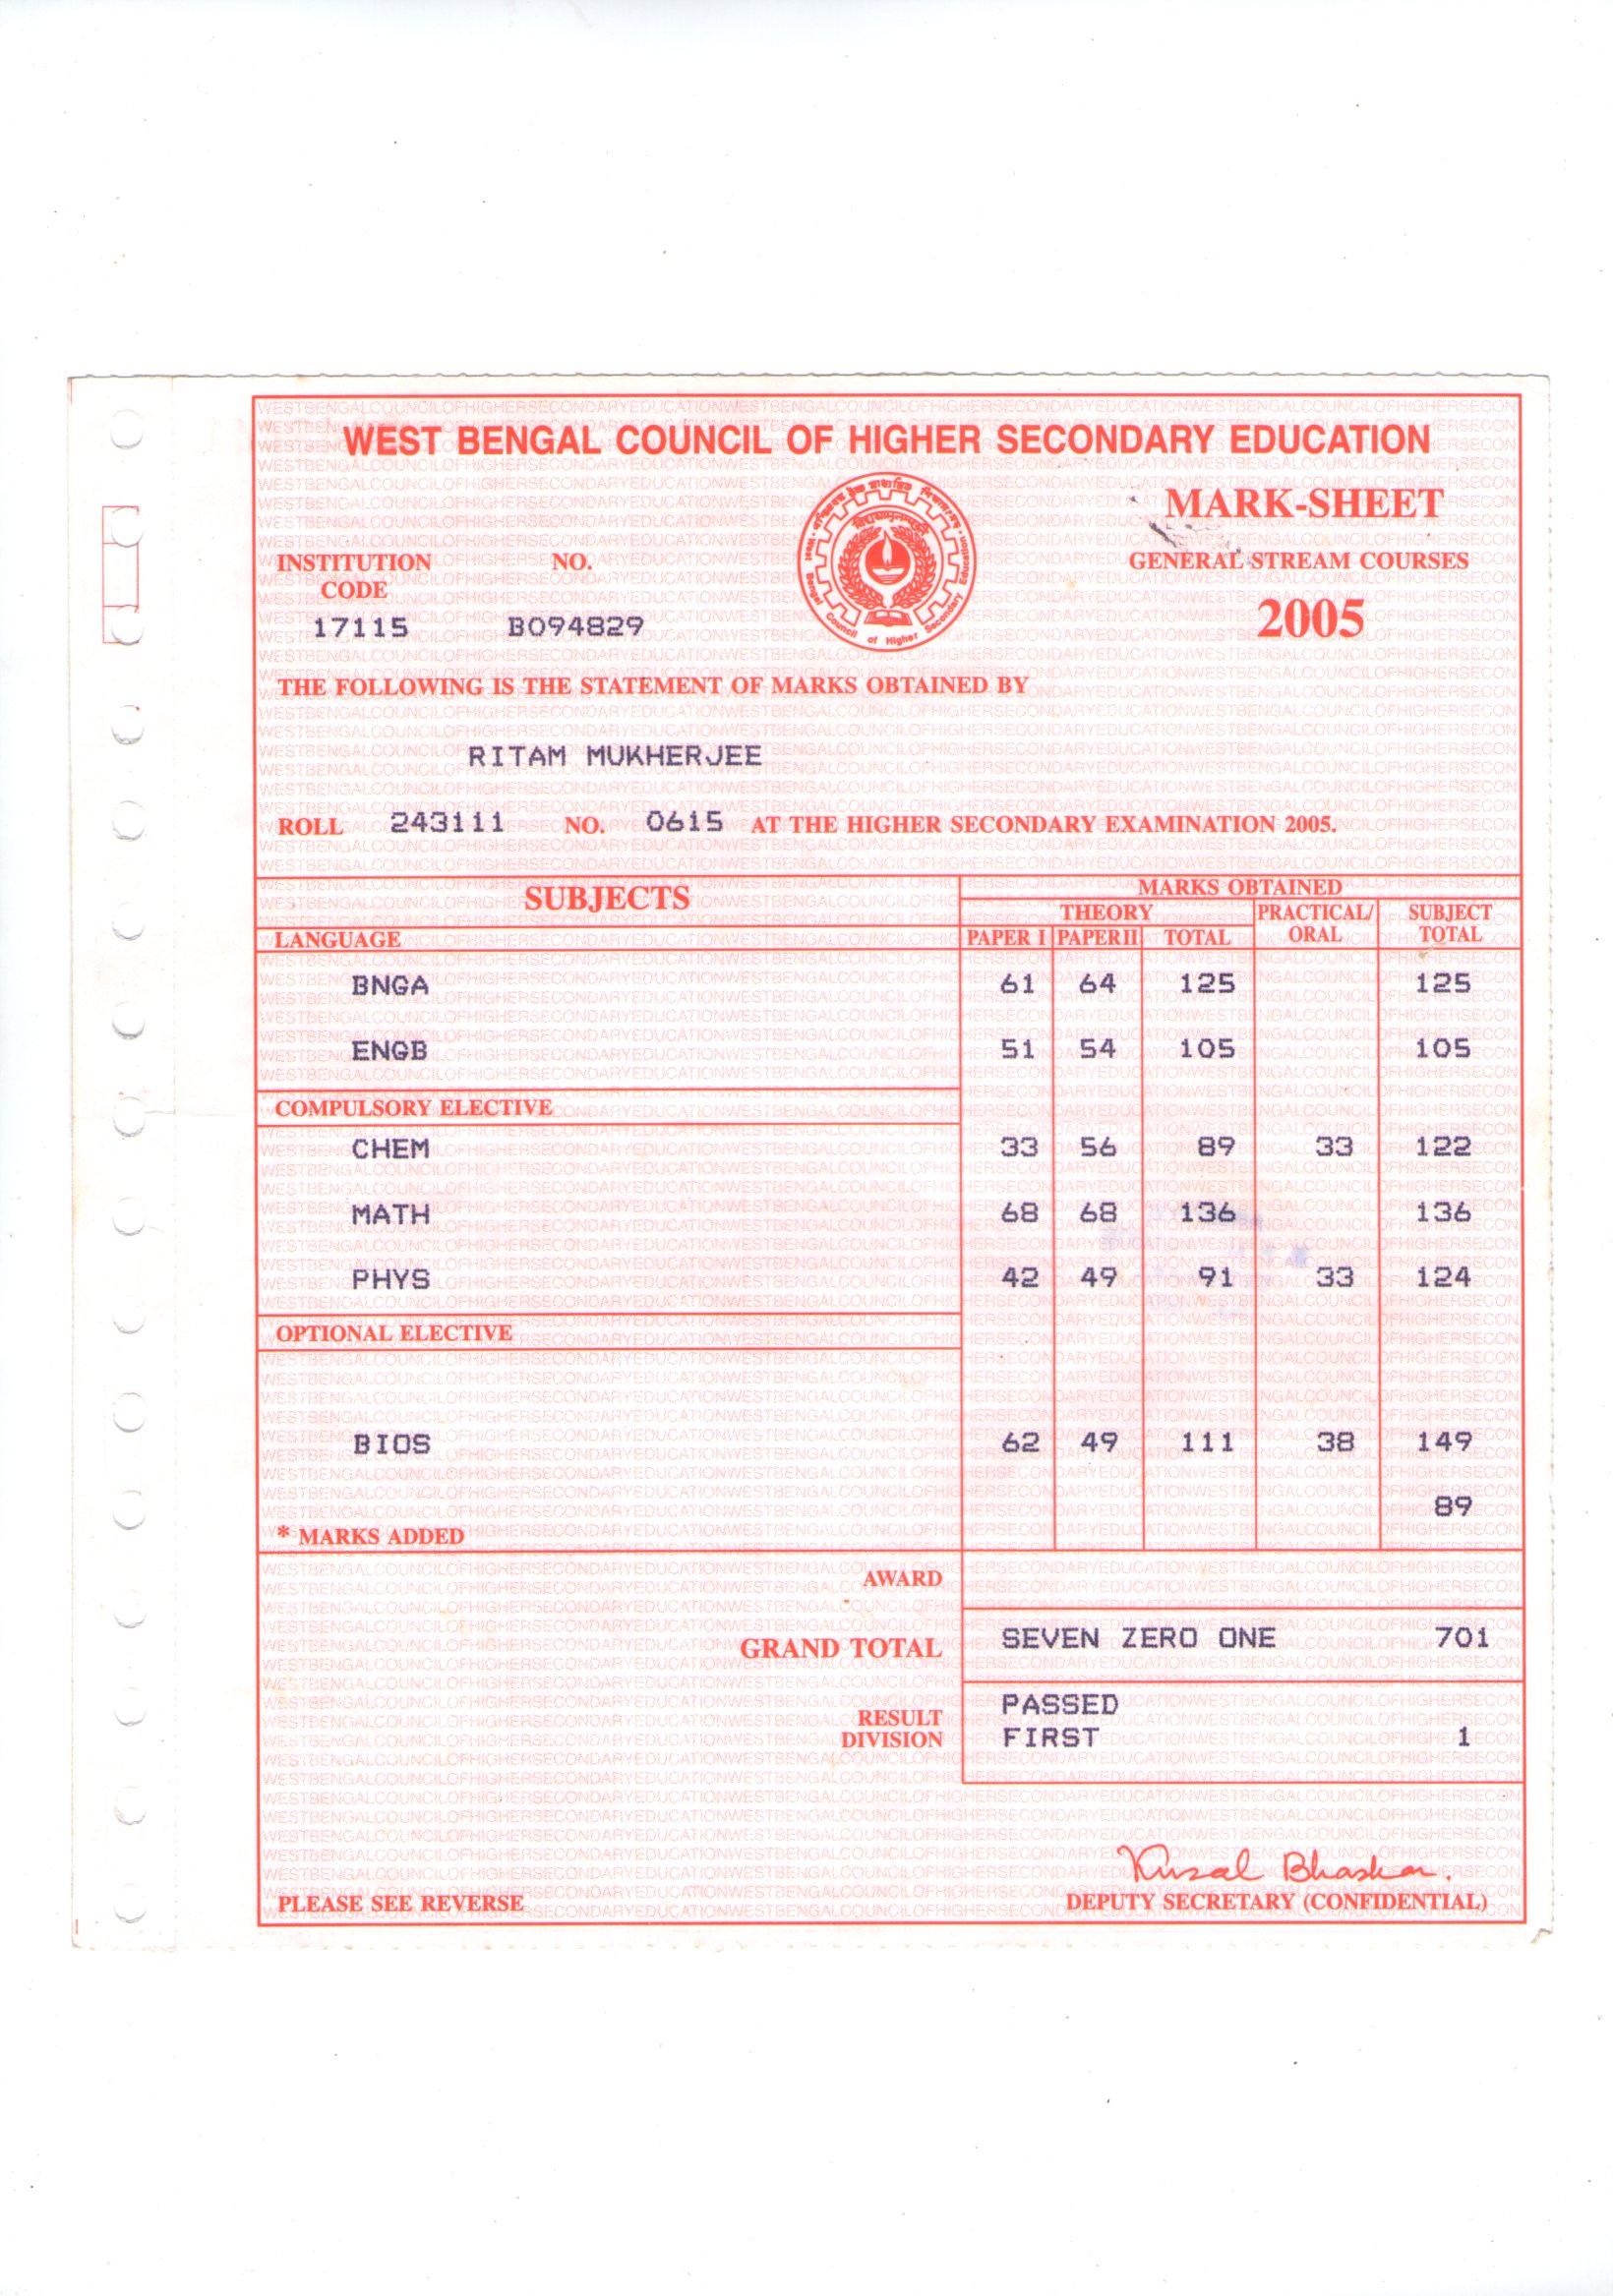 WEST BENGAL COUNCIL OF HIGHER SECONDARY EDUCATION
MARK-SHEET
INSTITUTION NO. GENERAL STREAM COURSES
CODE
17115 B094829 2005
West Bengal Council of Higher Secondary Education
THE FOLLOWING IS THE STATEMENT OF MARKS OBTAINED BY
RITAM MUKHERJEE
ROLL 243111 NO. 0615 AT THE HIGHER SECONDARY EXAMINATION 2005.
SUBJECTS MARKS OBTAINED
THEORY PRACTICAL/ SUBJECT
LANGUAGE PAPER I PAPER II TOTAL ORAL TOTAL
BNGA 61 64 125 125
ENGB 51 54 105 105
COMPULSORY ELECTIVE
CHEM 33 56 89 33 122
MATH 68 68 136 136
PHYS 42 49 91 33 124
OPTIONAL ELECTIVE
BIOS 62 49 111 38 149
89
* MARKS ADDED
AWARD
GRAND TOTAL SEVEN ZERO ONE 701
RESULT PASSED
DIVISION FIRST 1
Kusal Bhaskar.
PLEASE SEE REVERSE DEPUTY SECRETARY (CONFIDENTIAL)